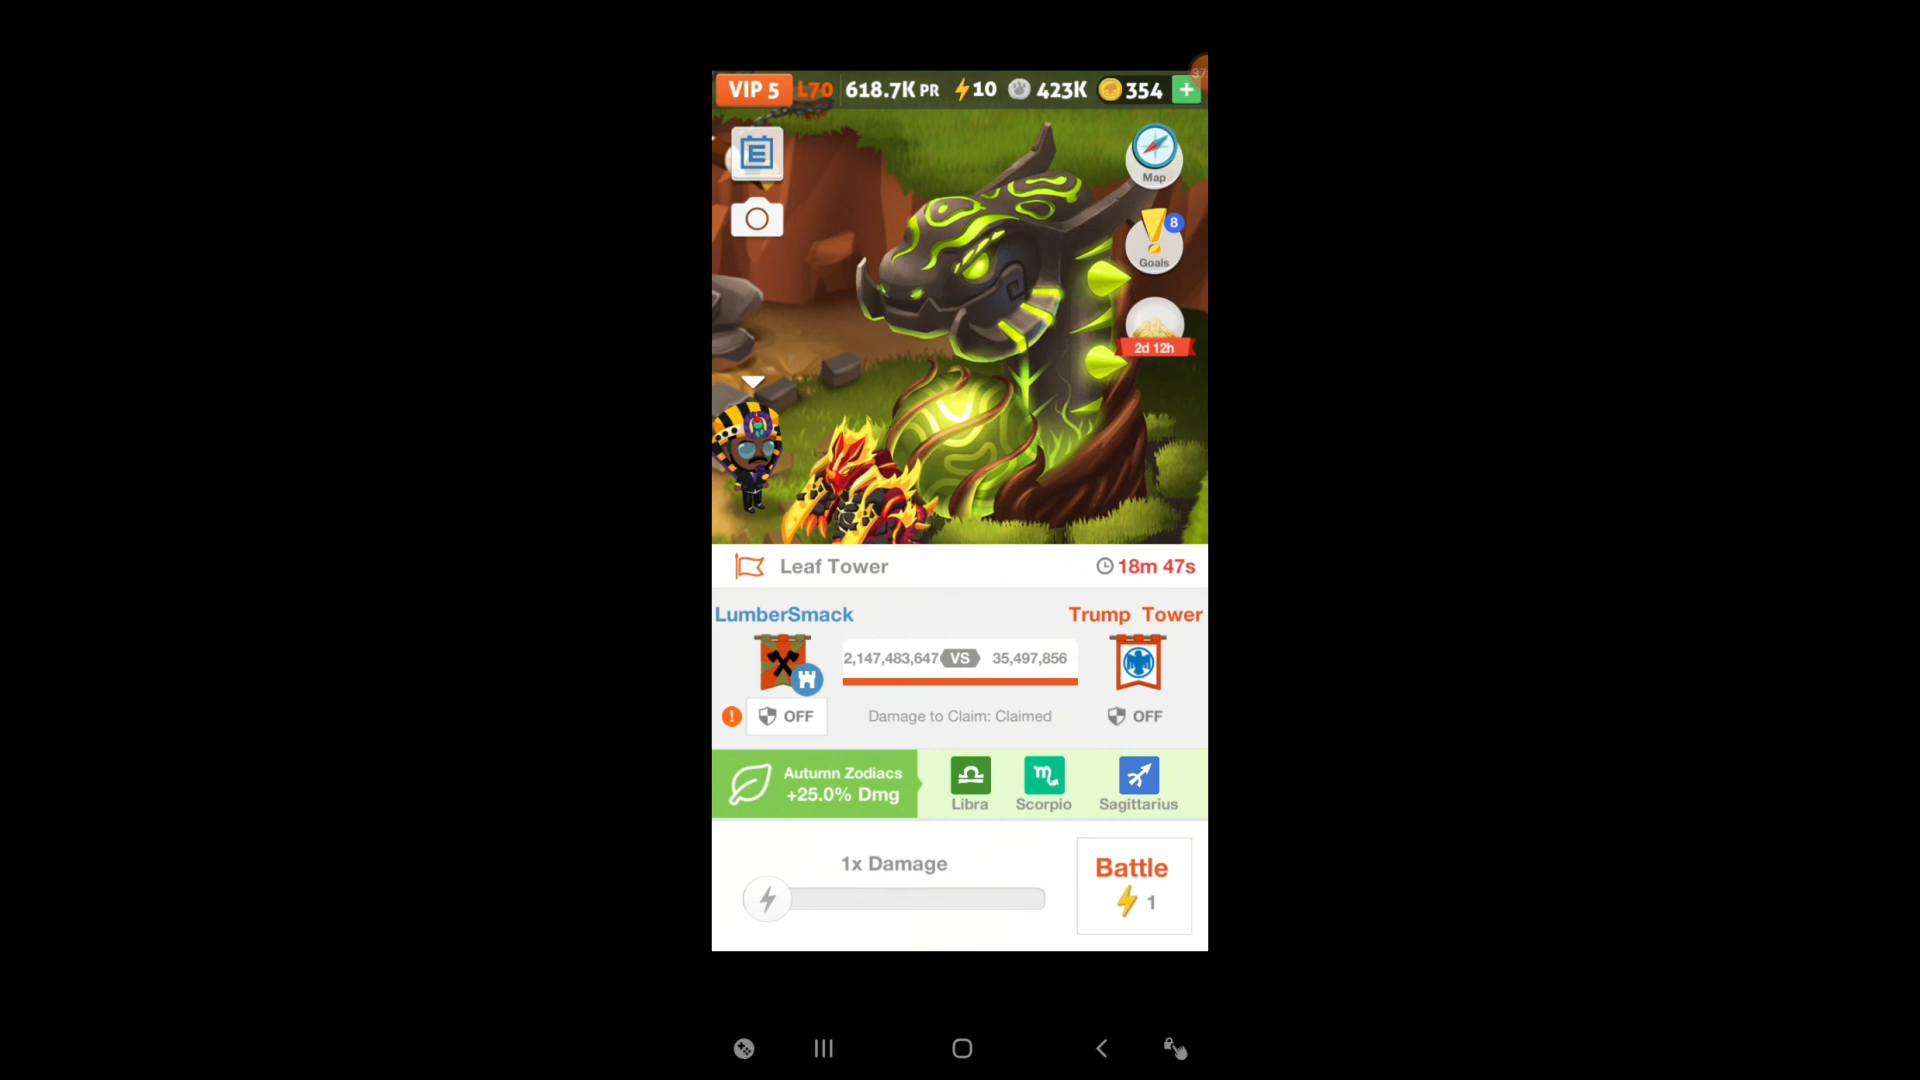 VIP 5 L70 618.7K PR 10 423K 354 +
37
E
Map
8
Goals
2d 12h
Leaf Tower 18m 47s
LumberSmack Trump Tower
2,147,483,647 VS 35,497,856
! OFF Damage to Claim: Claimed OFF
Autumn Zodiacs
+25.0% Dmg
Libra Scorpio Sagittarius
1x Damage
Battle
1